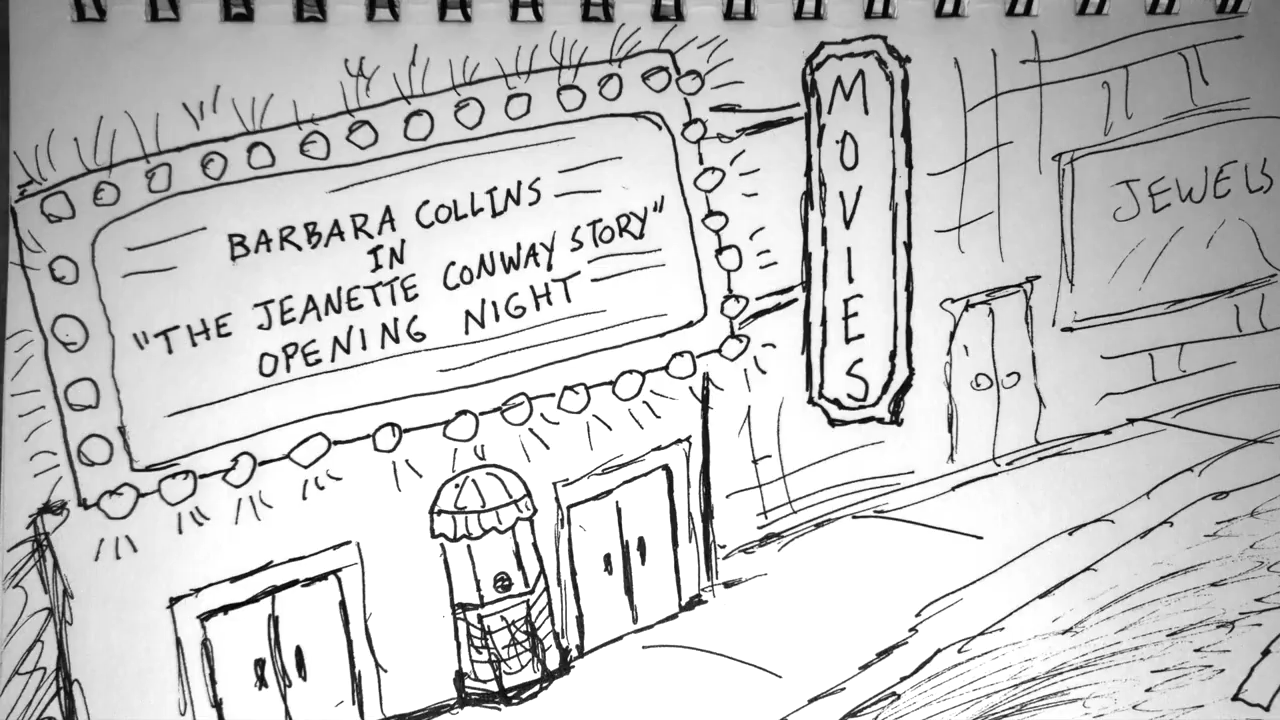 BARBARA COLLINS
IN
"THE JEANETTE CONWAY STORY"
OPENING NIGHT
MOVIES
JEWELS